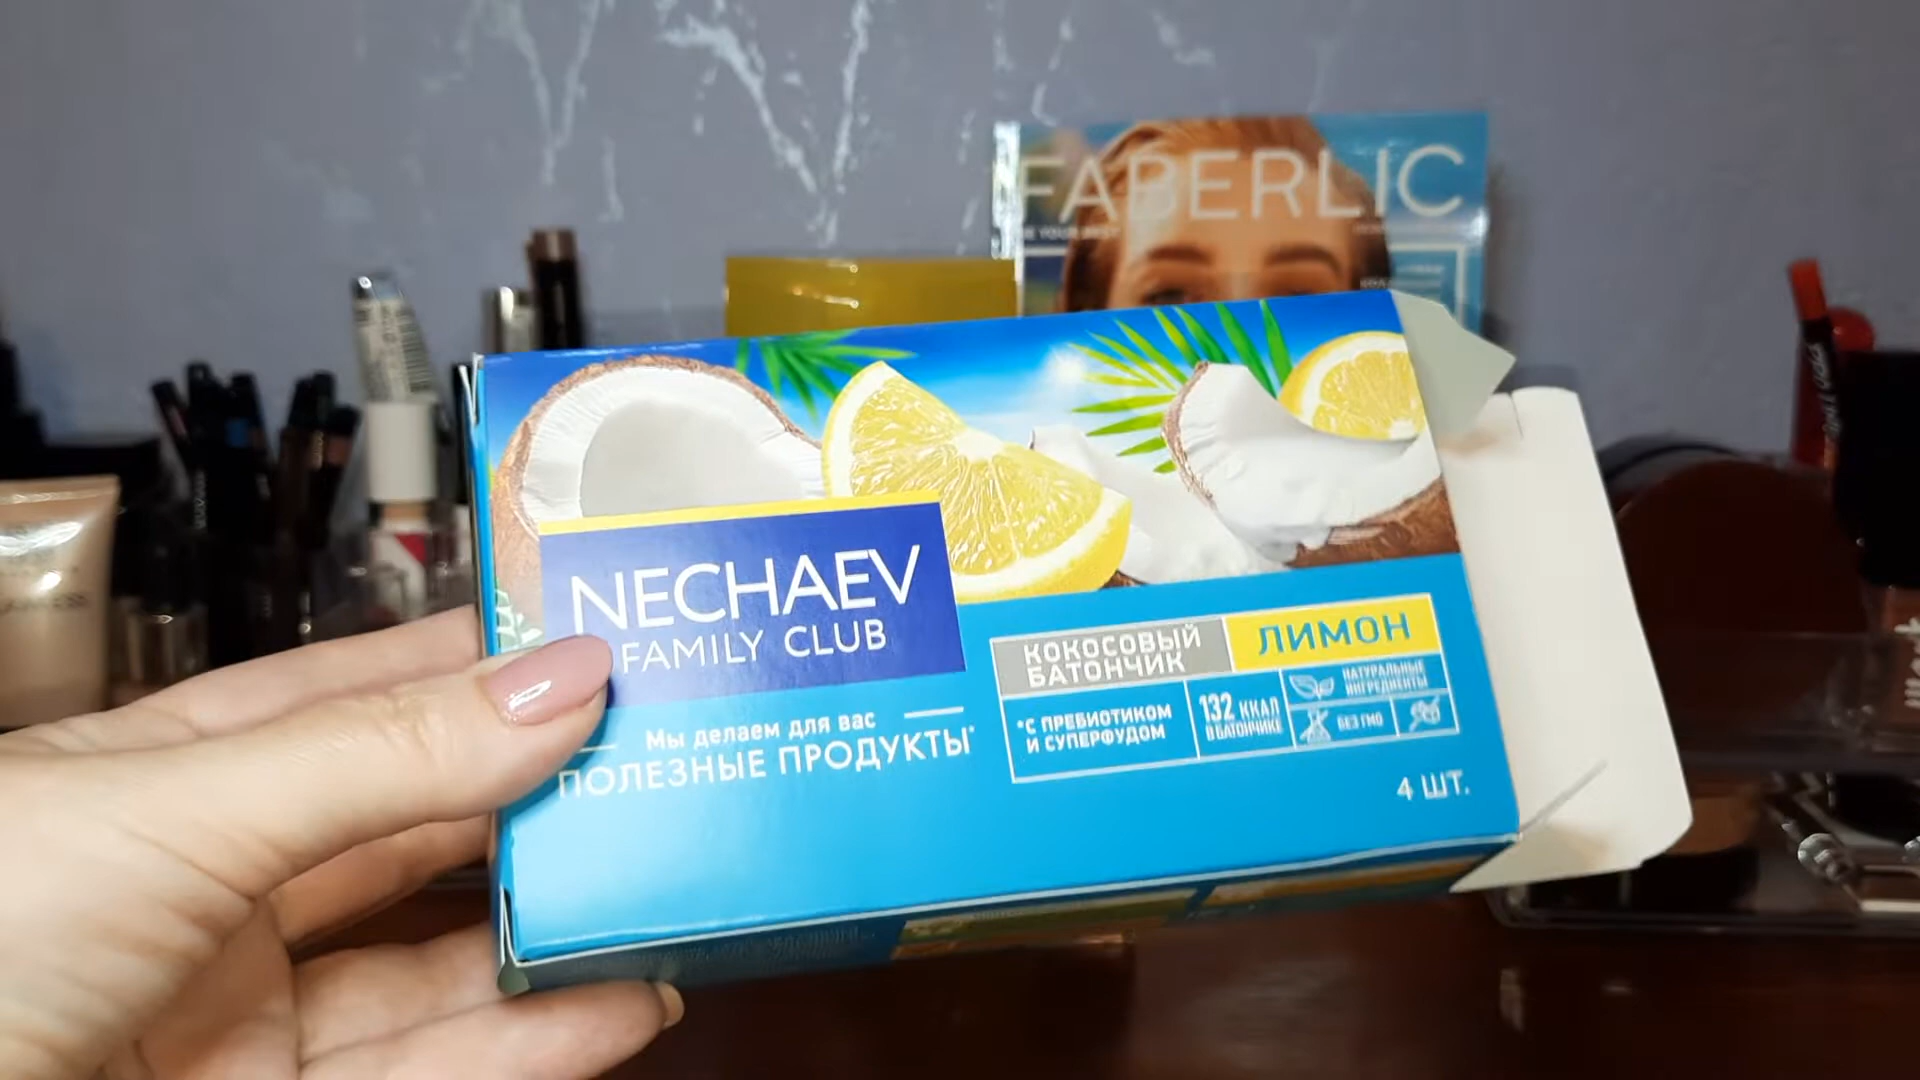 FABERLIC
NECHAEV
FAMILY CLUB
Мы делаем для вас
ПОЛЕЗНЫЕ ПРОДУКТЫ*
КОКОСОВЫЙ
БАТОНЧИК
ЛИМОН
*С ПРЕБИОТИКОМ
И СУПЕРФУДОМ
132 ККАЛ
В БАТОНЧИКЕ
НАТУРАЛЬНЫЕ
ИНГРЕДИЕНТЫ
БЕЗ ГМО
4 ШТ.